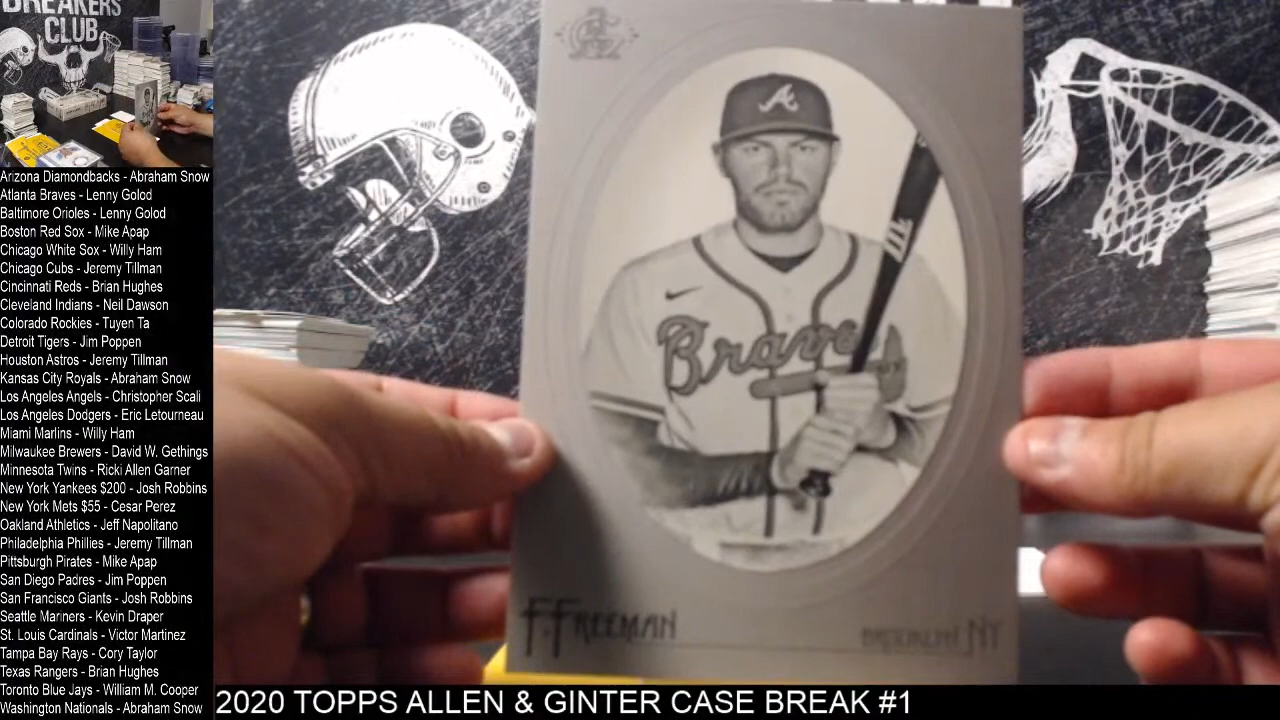 BREAKERS
CLUB
Arizona Diamondbacks - Abraham Snow
Atlanta Braves - Lenny Golod
Baltimore Orioles - Lenny Golod
Boston Red Sox - Mike Apap
Chicago White Sox - Willy Ham
Chicago Cubs - Jeremy Tillman
Cincinnati Reds - Brian Hughes
Cleveland Indians - Neil Dawson
Colorado Rockies - Tuyen Ta
Detroit Tigers - Jim Poppen
Houston Astros - Jeremy Tillman
Kansas City Royals - Abraham Snow
Los Angeles Angels - Christopher Scali
Los Angeles Dodgers - Eric Letourneau
Miami Marlins - Willy Ham
Milwaukee Brewers - David W. Gethings
Minnesota Twins - Ricki Allen Garner
New York Yankees $200 - Josh Robbins
New York Mets $55 - Cesar Perez
Oakland Athletics - Jeff Napolitano
Philadelphia Phillies - Jeremy Tillman
Pittsburgh Pirates - Mike Apap
San Diego Padres - Jim Poppen
San Francisco Giants - Josh Robbins
Seattle Mariners - Kevin Draper
St. Louis Cardinals - Victor Martinez
Tampa Bay Rays - Cory Taylor
Texas Rangers - Brian Hughes
Toronto Blue Jays - William M. Cooper
Washington Nationals - Abraham Snow
A
Braves
F. FREEMAN
BROOKLYN, NY
2020 TOPPS ALLEN & GINTER CASE BREAK #1